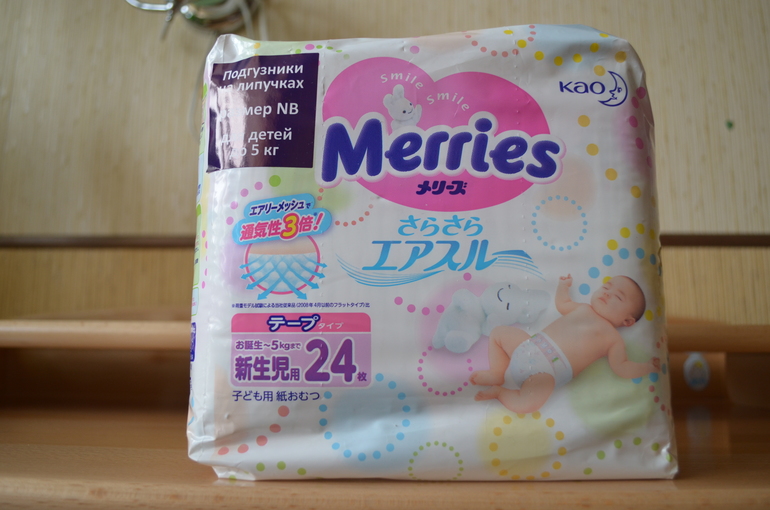 Подгузники
на липучках
размер NB
для детей
до 5 кг
smile smile
Kao
Merries
メリーズ
エアリーメッシュで
通気性3倍!
さらさら
エアスルー
テープタイプ
お誕生~5kgまで
新生児用 24枚
子ども用 紙おむつ